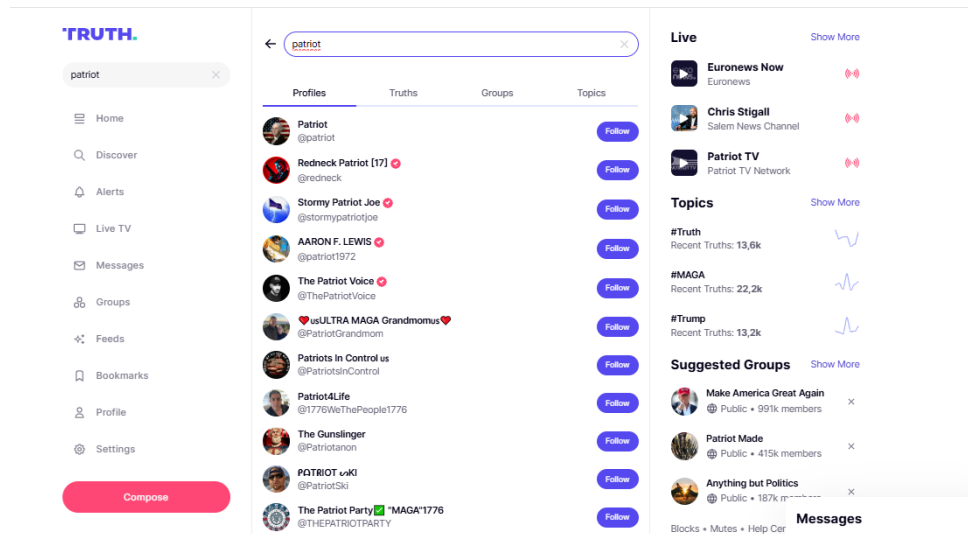 TRUTH.
patriot
Home
Discover
Alerts
Live TV
Messages
Groups
Feeds
Bookmarks
Profile
Settings
Compose
patriot
Profiles Truths Groups Topics
Patriot
@patriot
Follow
Redneck Patriot [17]
@redneck
Follow
Stormy Patriot Joe
@stormypatriotjoe
Follow
AARON F. LEWIS
@patriot1972
Follow
The Patriot Voice
@ThePatriotVoice
Follow
❤️usULTRA MAGA Grandmomus❤️
@PatriotGrandmom
Follow
Patriots In Control us
@PatriotsInControl
Follow
Patriot4Life
@1776WeThePeople1776
Follow
The Gunslinger
@Patriotanon
Follow
PΩTRIOT ᔕKI
@PatriotSki
Follow
The Patriot Party✅ "MAGA"1776
@THEPATRIOTPARTY
Follow
Live Show More
Euronews Now
Euronews
Chris Stigall
Salem News Channel
Patriot TV
Patriot TV Network
Topics Show More
#Truth
Recent Truths: 13,6k
#MAGA
Recent Truths: 22,2k
#Trump
Recent Truths: 13,2k
Suggested Groups Show More
Make America Great Again
Public • 991k members
Patriot Made
Public • 415k members
Anything but Politics
Public • 187k members
Blocks • Mutes • Help Cer
Messages